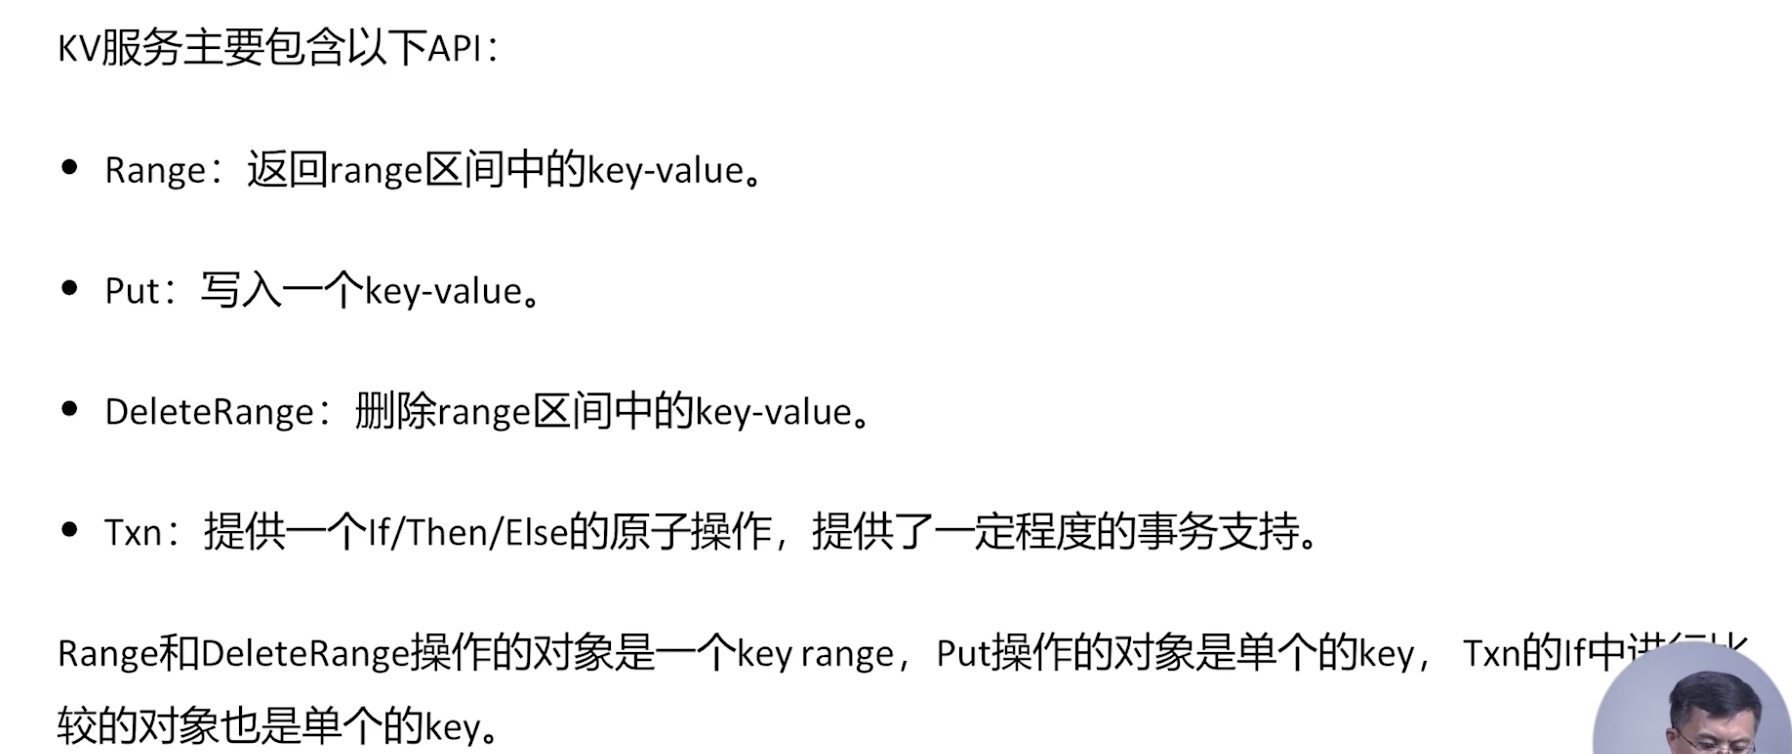 KV服务主要包含以下API：
• Range：返回range区间中的key-value。
• Put：写入一个key-value。
• DeleteRange：删除range区间中的key-value。
• Txn：提供一个If/Then/Else的原子操作，提供了一定程度的事务支持。
Range和DeleteRange操作的对象是一个key range，Put操作的对象是单个的key， Txn的If中进行比
较的对象也是单个的key。